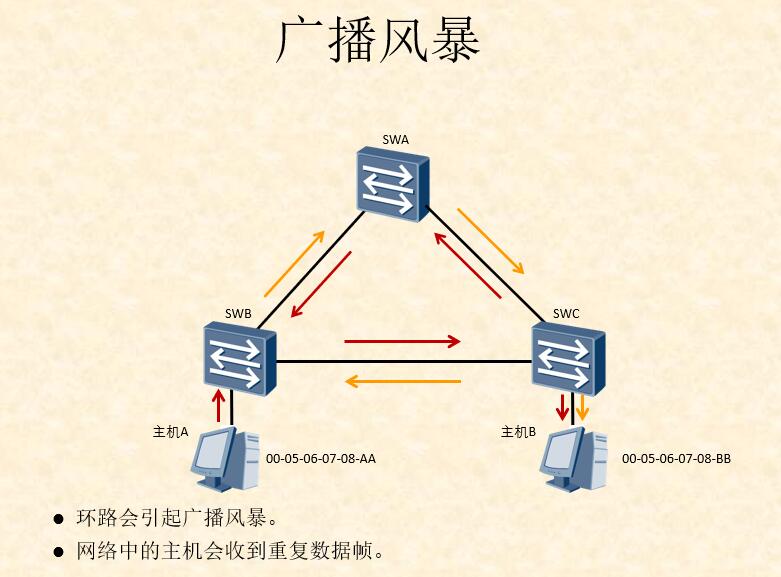 广播风暴
SWA
SWB
SWC
主机A
00-05-06-07-08-AA
主机B
00-05-06-07-08-BB
● 环路会引起广播风暴。
● 网络中的主机会收到重复数据帧。